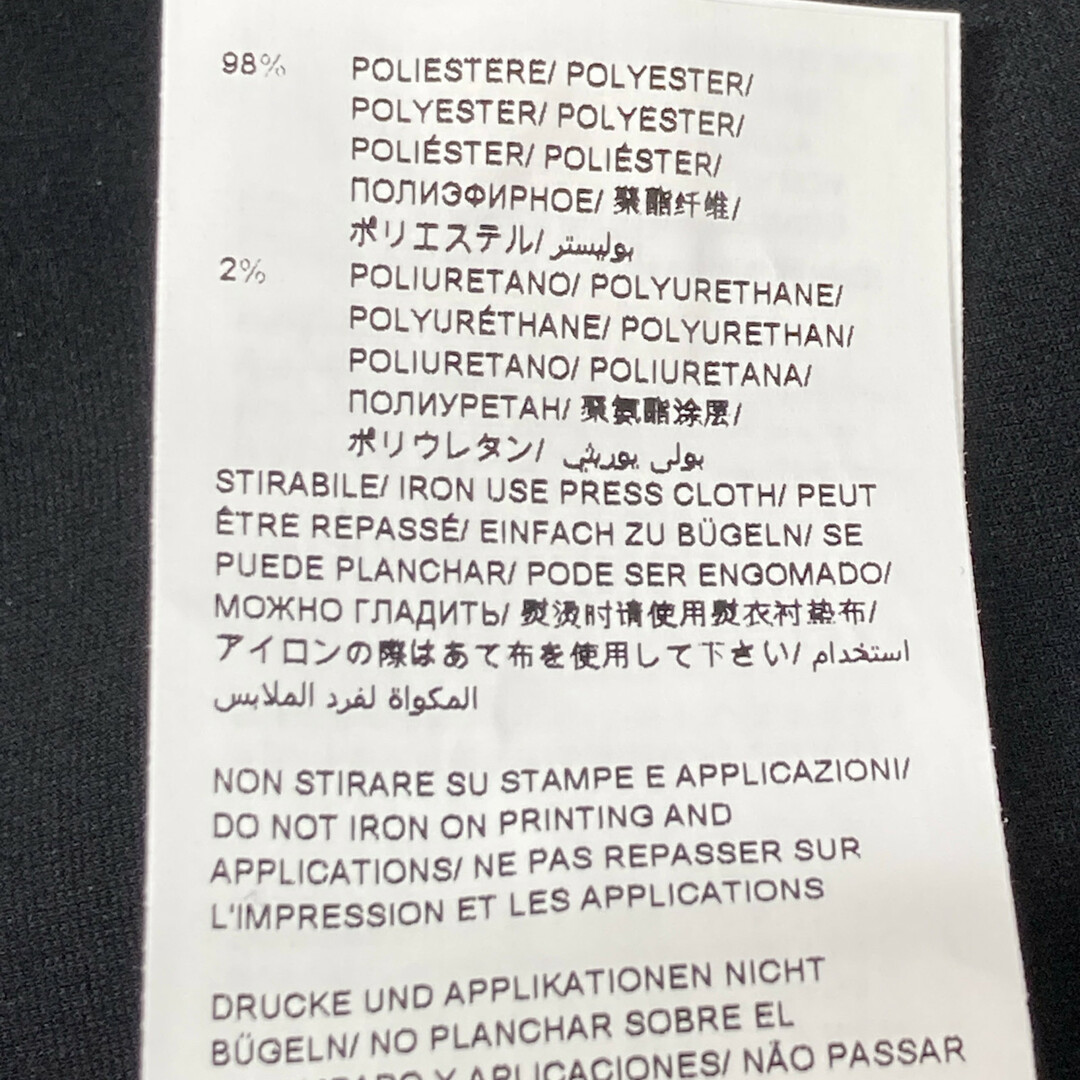 98% POLIESTERE/ POLYESTER/
POLYESTER/ POLYESTER/
POLIÉSTER/ POLIÉSTER/
ПОЛИЭФИРНОЕ/ 聚酯纤维/
ポリエステル/ بوليستر
2% POLIURETANO/ POLYURETHANE/
POLYURÉTHANE/ POLYURETHAN/
POLIURETANO/ POLIURETANA/
ПОЛИУРЕТАН/ 聚氨酯涂层/
ポリウレタン/ بولى
STIRABILE/ IRON USE PRESS CLOTH/ PEUT
ÊTRE REPASSÉ/ EINFACH ZU BÜGELN/ SE
PUEDE PLANCHAR/ PODE SER ENGOMADO/
МОЖНО ГЛАДИТЬ/ 熨烫时请使用熨衣衬垫布/
アイロンの際はあて布を使用して下さい/ استخدام
المكواة لفرد الملابس
NON STIRARE SU STAMPE E APPLICAZIONI/
DO NOT IRON ON PRINTING AND
APPLICATIONS/ NE PAS REPASSER SUR
L'IMPRESSION ET LES APPLICATIONS
DRUCKE UND APPLIKATIONEN NICHT
BÜGELN/ NO PLANCHAR SOBRE EL
Y APLICACIONES/ NÃO PASSAR